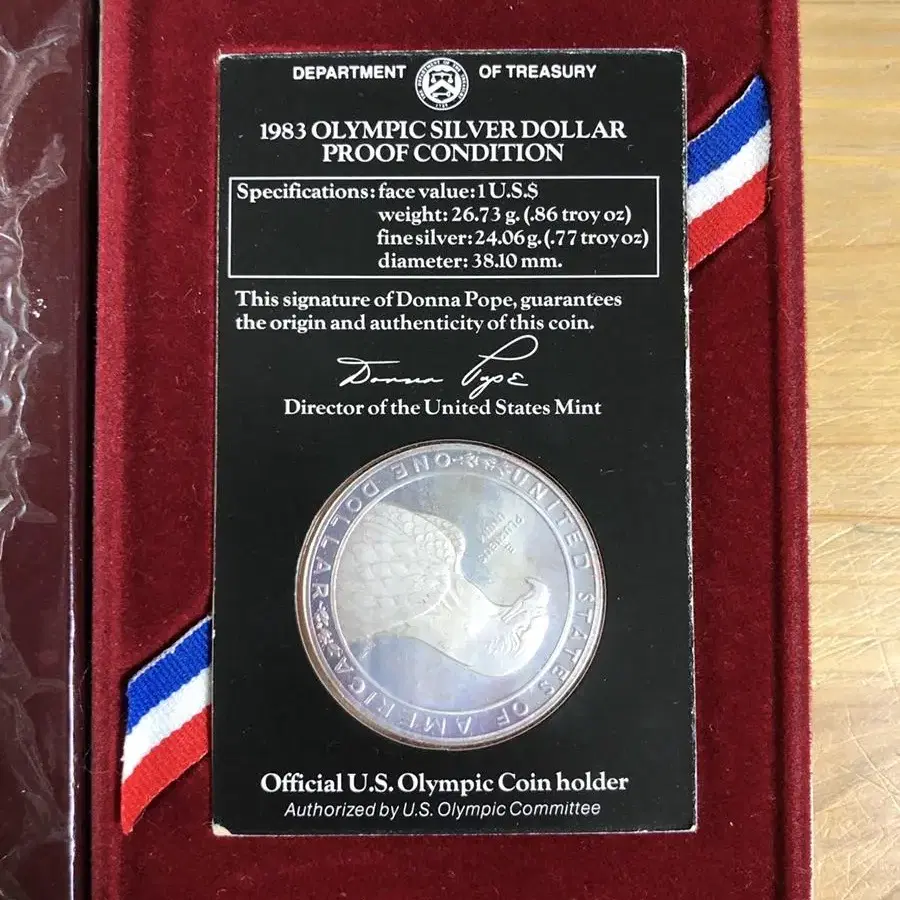 DEPARTMENT OF TREASURY
1983 OLYMPIC SILVER DOLLAR
PROOF CONDITION
Specifications: face value: 1 U.S.$
weight: 26.73 g. (.86 troy oz)
fine silver: 24.06 g. (.77 troy oz)
diameter: 38.10 mm.
This signature of Donna Pope, guarantees
the origin and authenticity of this coin.
Donna Pope
Director of the United States Mint
UNITED STATES OF AMERICA
ONE DOLLAR
E PLURIBUS UNUM
Official U.S. Olympic Coin holder
Authorized by U.S. Olympic Committee